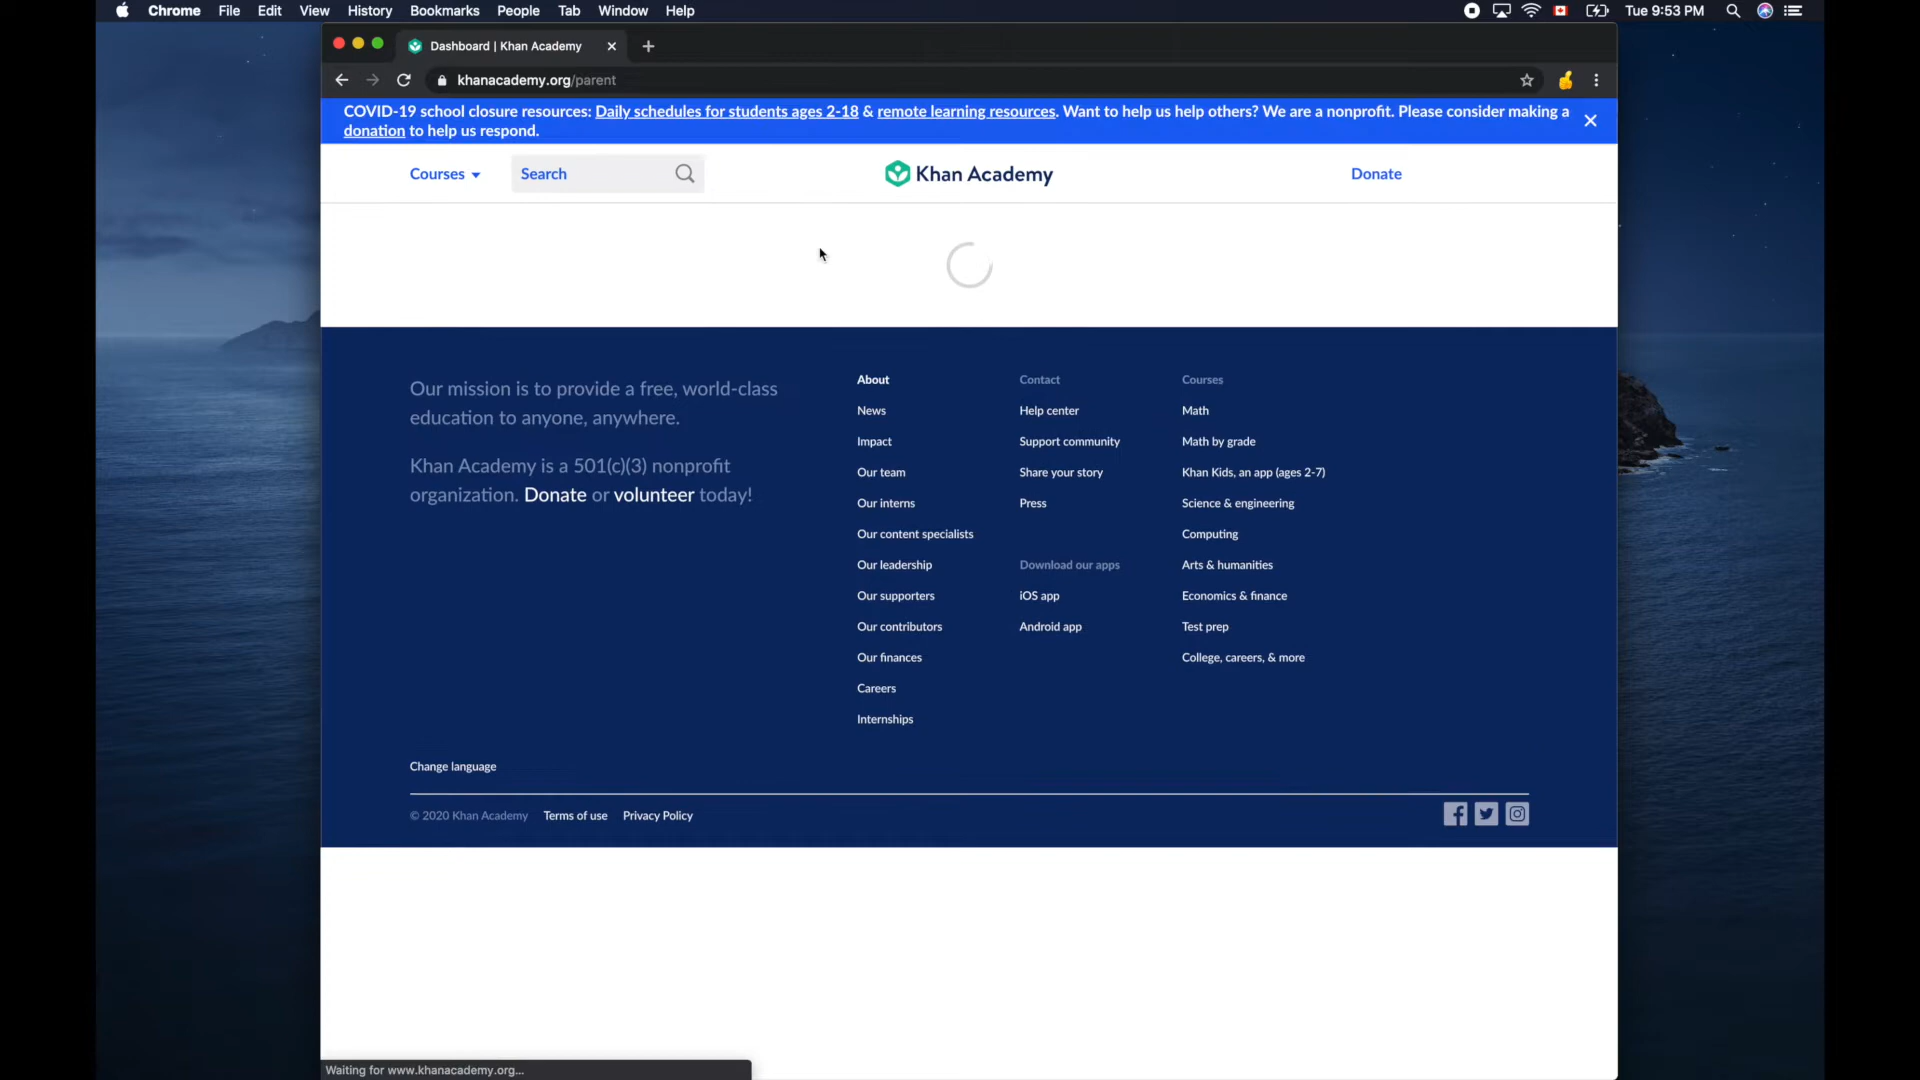 Chrome File Edit View History Bookmarks People Tab Window Help Tue 9:53 PM
Dashboard | Khan Academy
khanacademy.org/parent
COVID-19 school closure resources: Daily schedules for students ages 2-18 & remote learning resources. Want to help us help others? We are a nonprofit. Please consider making a
donation to help us respond.
Courses Search Khan Academy Donate
Our mission is to provide a free, world-class
education to anyone, anywhere.
Khan Academy is a 501(c)(3) nonprofit
organization. Donate or volunteer today!
About
News
Impact
Our team
Our interns
Our content specialists
Our leadership
Our supporters
Our contributors
Our finances
Careers
Internships
Contact
Help center
Support community
Share your story
Press
Download our apps
iOS app
Android app
Courses
Math
Math by grade
Khan Kids, an app (ages 2-7)
Science & engineering
Computing
Arts & humanities
Economics & finance
Test prep
College, careers, & more
Change language
© 2020 Khan Academy Terms of use Privacy Policy
Waiting for www.khanacademy.org...